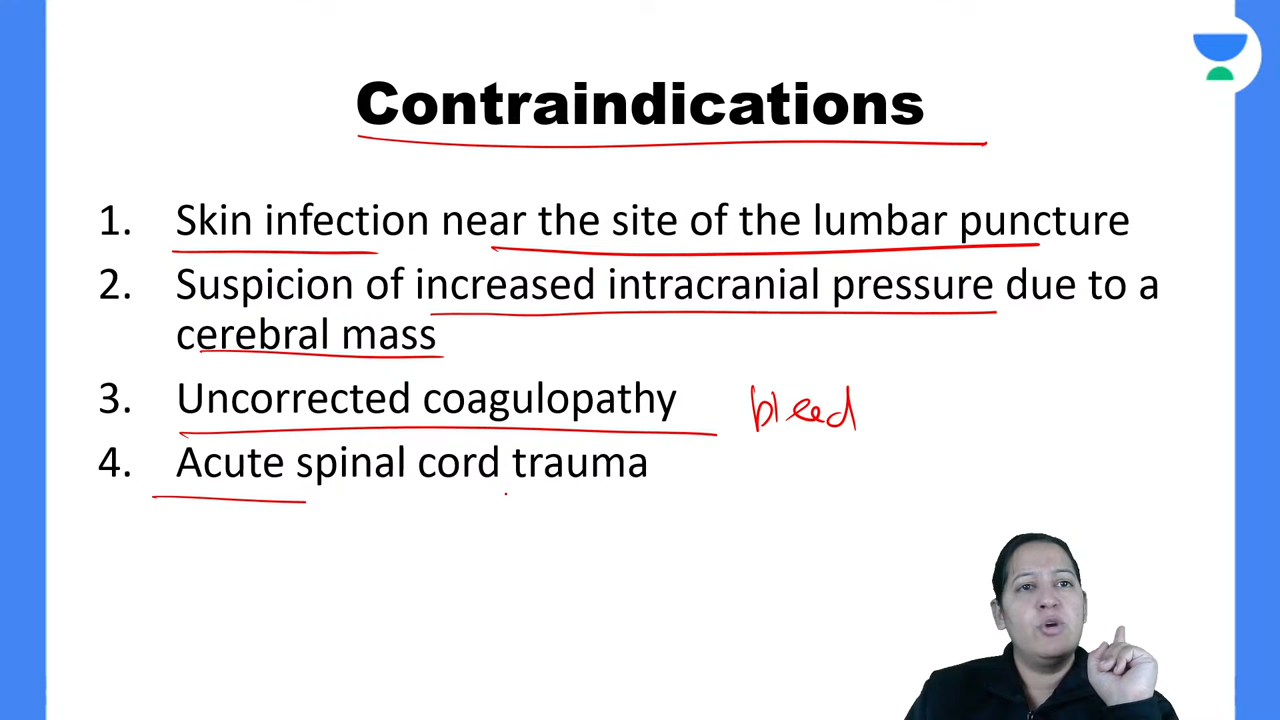 Contraindications
1. Skin infection near the site of the lumbar puncture
2. Suspicion of increased intracranial pressure due to a
cerebral mass
3. Uncorrected coagulopathy bleed
4. Acute spinal cord trauma